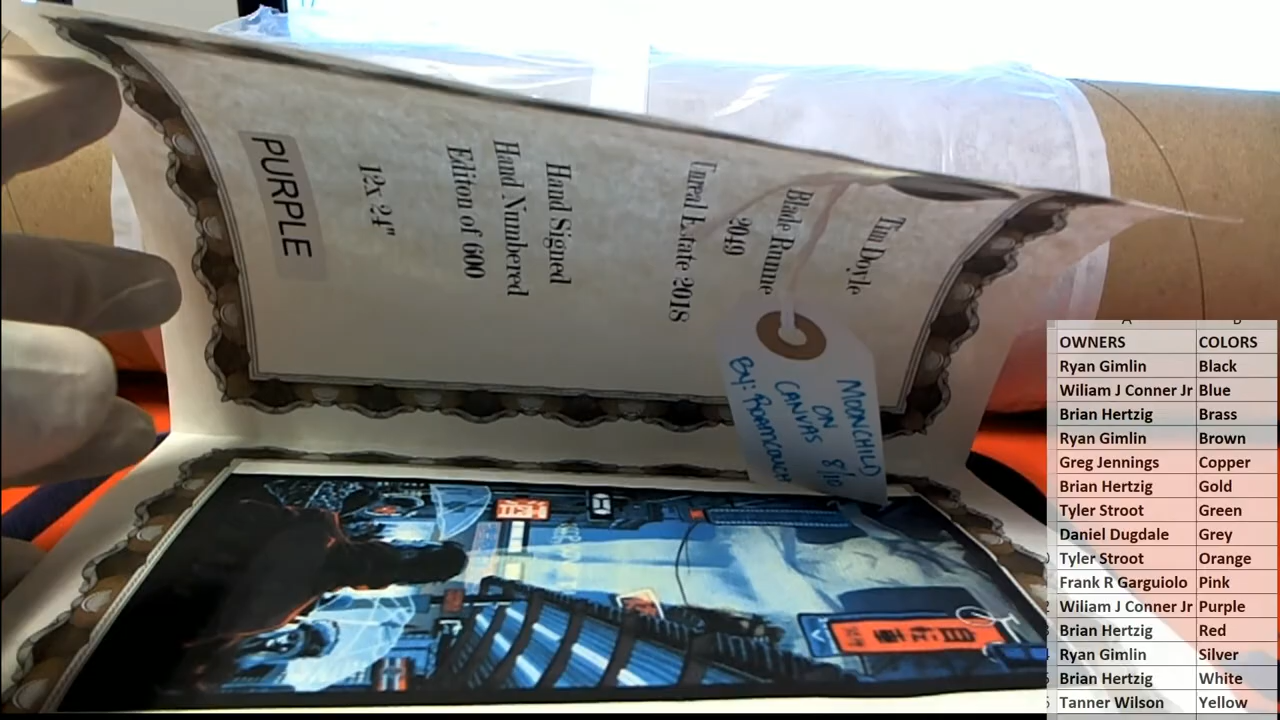 Tim Doyle
Blade Runne
2049
Unreal Estate 2018
Hand Signed
Hand Numbered
Editon of 600
12X 24"
PURPLE
MOONCHILD
ON
CANVAS 8/10
BY: ROAMCOUCH
OWNERS COLORS
Ryan Gimlin Black
Wiliam J Conner Jr Blue
Brian Hertzig Brass
Ryan Gimlin Brown
Greg Jennings Copper
Brian Hertzig Gold
Tyler Stroot Green
Daniel Dugdale Grey
Tyler Stroot Orange
Frank R Garguiolo Pink
Wiliam J Conner Jr Purple
Brian Hertzig Red
Ryan Gimlin Silver
Brian Hertzig White
Tanner Wilson Yellow